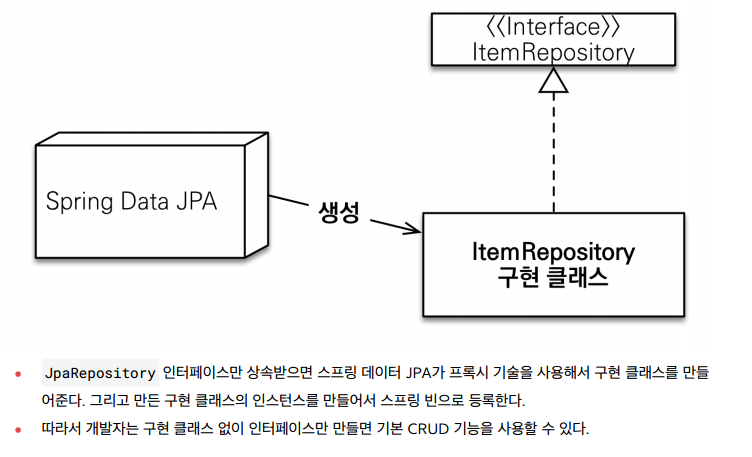 <<Interface>>
ItemRepository
Spring Data JPA
생성
ItemRepository
구현 클래스
JpaRepository 인터페이스만 상속받으면 스프링 데이터 JPA가 프록시 기술을 사용해서 구현 클래스를 만들
어준다. 그리고 만든 구현 클래스의 인스턴스를 만들어서 스프링 빈으로 등록한다.
따라서 개발자는 구현 클래스 없이 인터페이스만 만들면 기본 CRUD 기능을 사용할 수 있다.